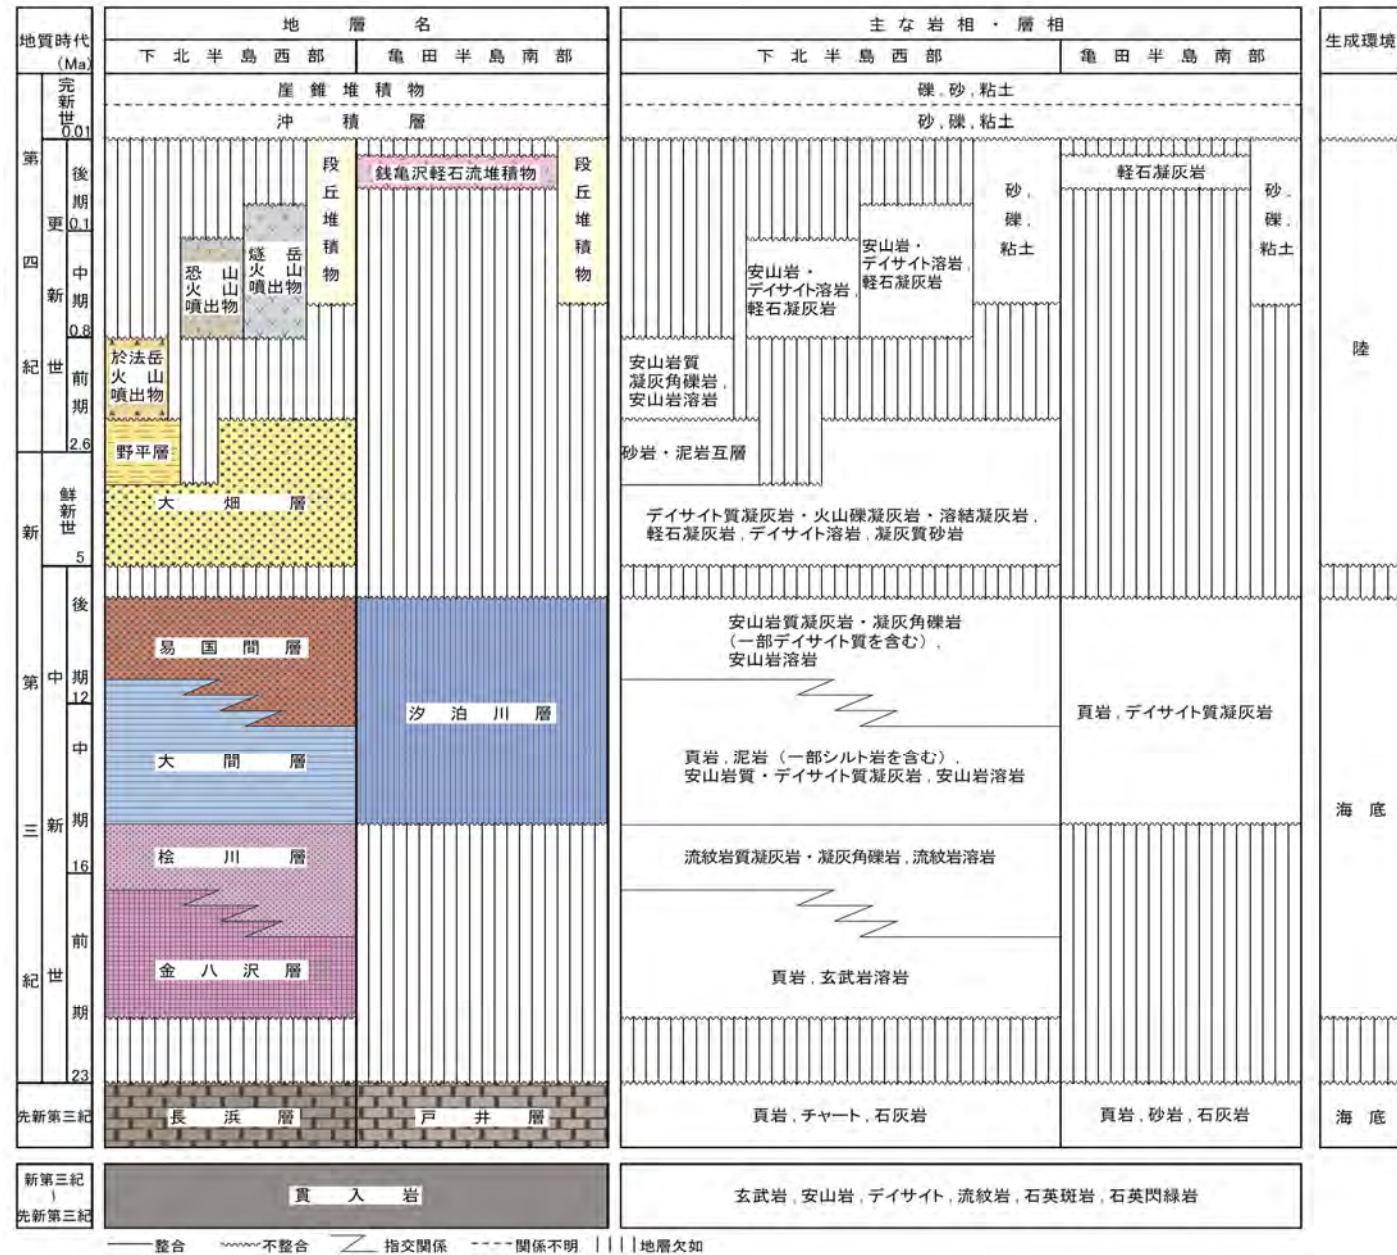 地質時代
(Ma)
地層名
下北半島西部
亀田半島南部
主な岩相・層相
下北半島西部
亀田半島南部
生成環境
第四紀
新第三紀
完新世
0.01
更新世
後期
0.1
中期
0.8
前期
2.6
鮮新世
5
中新世
後期
12
中期
16
前期
23
先新第三紀
新第三紀
~
先新第三紀
崖錐堆積物
沖積層
段丘堆積物
銭亀沢軽石流堆積物
段丘堆積物
恐山
火山
噴出物
燧岳
火山
噴出物
於法岳
火山
噴出物
野平層
大畑層
易国間層
大間層
汐泊川層
桧川層
金八沢層
長浜層
戸井層
貫入岩
礫,砂,粘土
砂,礫,粘土
軽石凝灰岩
砂,
礫,
粘土
砂,
礫,
粘土
安山岩・
デイサイト溶岩,
軽石凝灰岩
安山岩・
デイサイト溶岩,
軽石凝灰岩
安山岩質
凝灰角礫岩,
安山岩溶岩
砂岩・泥岩互層
デイサイト質凝灰岩・火山礫凝灰岩・溶結凝灰岩,
軽石凝灰岩,デイサイト溶岩,凝灰質砂岩
安山岩質凝灰岩・凝灰角礫岩
(一部デイサイト質を含む),
安山岩溶岩
頁岩,デイサイト質凝灰岩
頁岩,泥岩(一部シルト岩を含む),
安山岩質・デイサイト質凝灰岩,安山岩溶岩
流紋岩質凝灰岩・凝灰角礫岩,流紋岩溶岩
頁岩,玄武岩溶岩
頁岩,チャート,石灰岩
頁岩,砂岩,石灰岩
玄武岩,安山岩,デイサイト,流紋岩,石英斑岩,石英閃緑岩
陸
海底
海底
整合
不整合
指交関係
関係不明
地層欠如